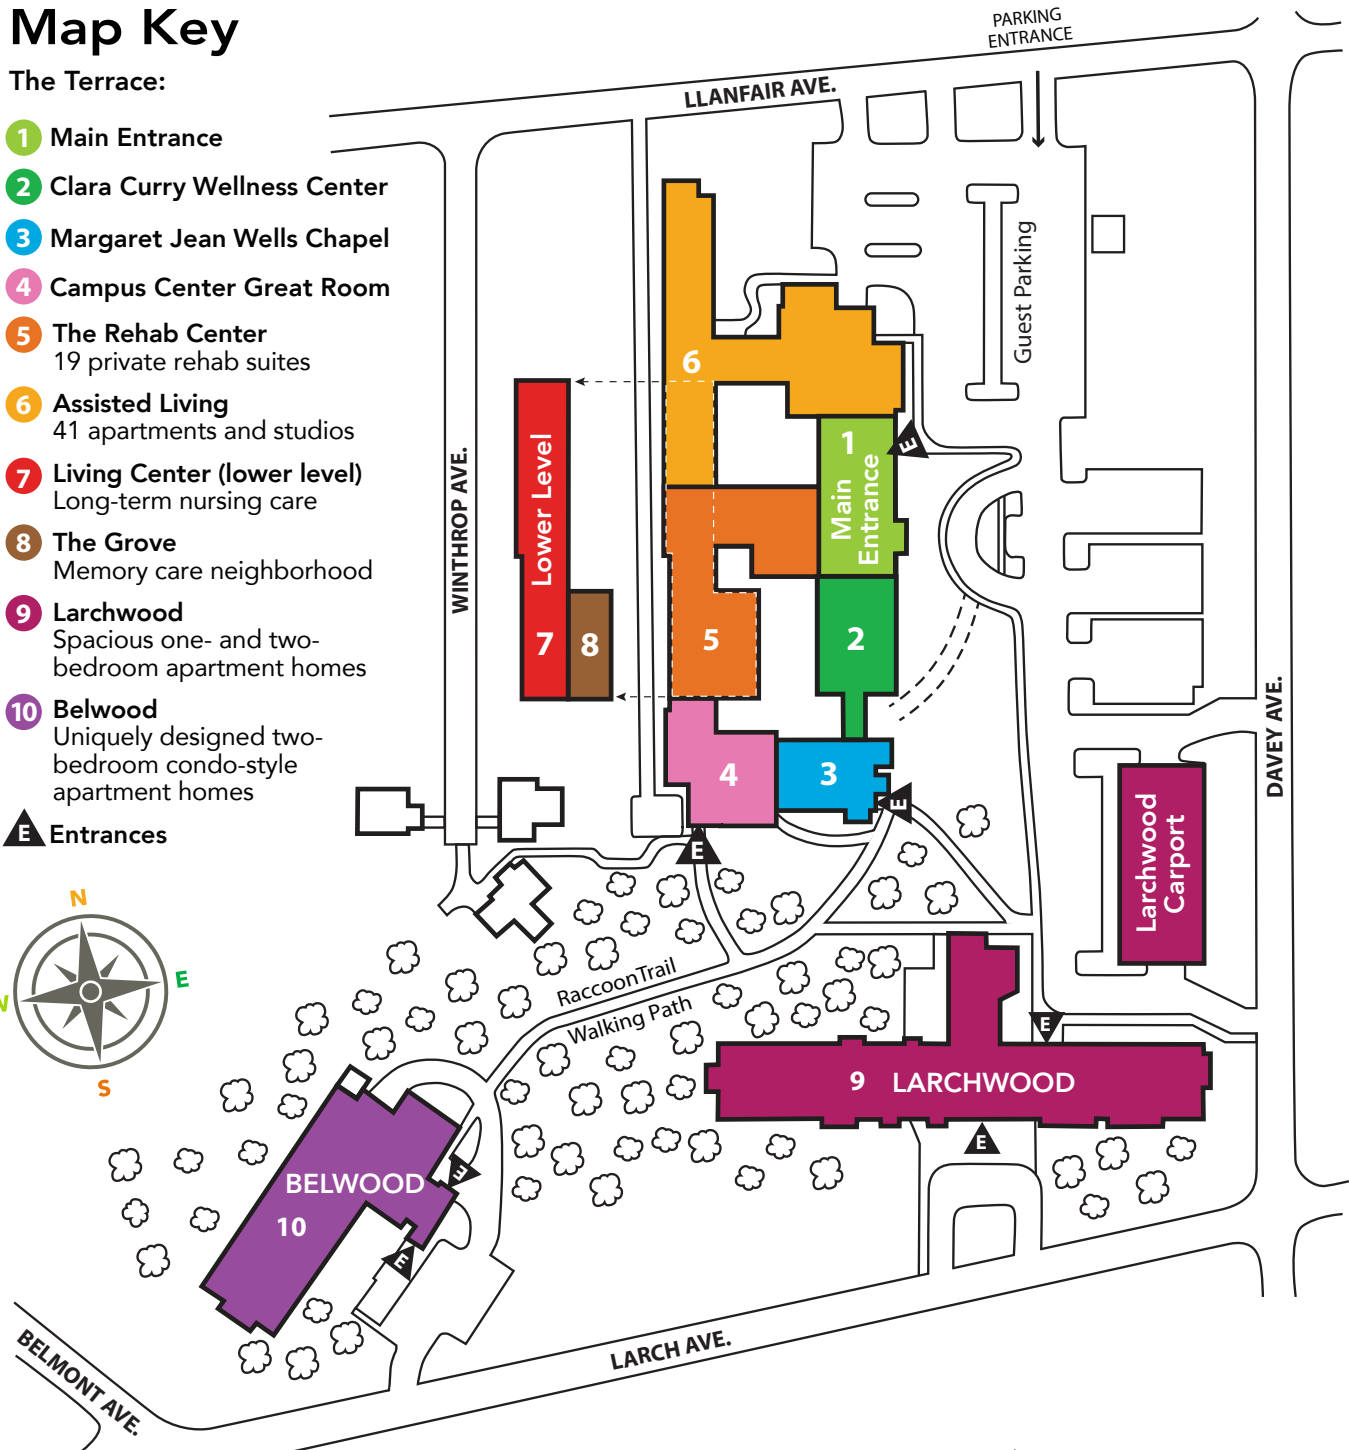 Map Key
The Terrace:
1 Main Entrance
2 Clara Curry Wellness Center
3 Margaret Jean Wells Chapel
4 Campus Center Great Room
5 The Rehab Center
19 private rehab suites
6 Assisted Living
41 apartments and studios
7 Living Center (lower level)
Long-term nursing care
8 The Grove
Memory care neighborhood
9 Larchwood
Spacious one- and two-
bedroom apartment homes
10 Belwood
Uniquely designed two-
bedroom condo-style
apartment homes
E Entrances
N
E
S
W
PARKING
ENTRANCE
LLANFAIR AVE.
Guest Parking
WINTHROP AVE.
DAVEY AVE.
6
1
Main
Entrance
E
Lower Level
7
8
5
2
4
3
E
E
Larchwood
Carport
Raccoon Trail
Walking Path
E
9 LARCHWOOD
E
BELWOOD
10
E
E
LARCH AVE.
BELMONT AVE.